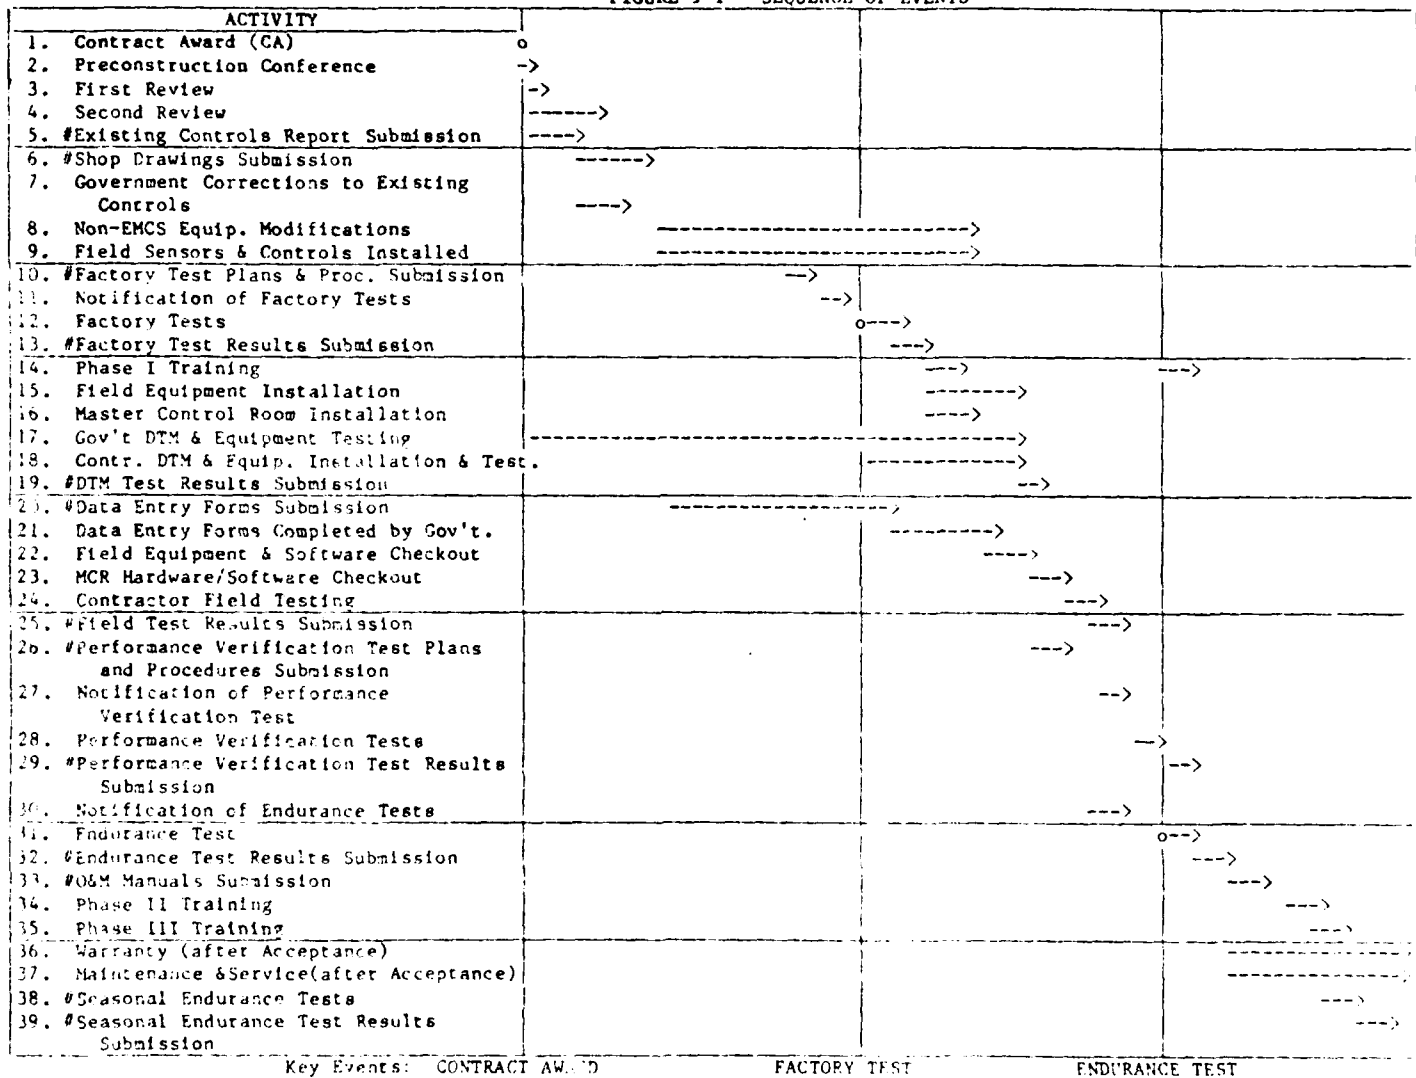 FIGURE SEQUENCE OF EVENTS
ACTIVITY
1. Contract Award (CA) o
2. Preconstruction Conference ->
3. First Review ->
4. Second Review ------>
5. #Existing Controls Report Submission ---->
6. #Shop Drawings Submission ------>
7. Government Corrections to Existing
Controls ---->
8. Non-EMCS Equip. Modifications -------------------------->
9. Field Sensors & Controls Installed -------------------------->
10. #Factory Test Plans & Proc. Submission -->
11. Notification of Factory Tests -->
12. Factory Tests o--->
13. #Factory Test Results Submission --->
14. Phase I Training ---> --->
15. Field Equipment Installation -------->
16. Master Control Room Installation ---->
17. Gov't DTM & Equipment Testing ---------------------------------------->
18. Contr. DTM & Equip. Installation & Test. ------------->
19. #DTM Test Results Submission -->
20. #Data Entry Forms Submission ------------------->
21. Data Entry Forms Completed by Gov't. --------->
22. Field Equipment & Software Checkout ---->
23. MCR Hardware/Software Checkout --->
24. Contractor Field Testing --->
25. #Field Test Results Submission --->
26. #Performance Verification Test Plans
and Procedures Submission --->
27. Notification of Performance
Verification Test -->
28. Performance Verification Tests -->
29. #Performance Verification Test Results
Submission -->
30. Notification of Endurance Tests --->
31. Endurance Test o-->
32. #Endurance Test Results Submission --->
33. #O&M Manuals Submission --->
34. Phase II Training --->
35. Phase III Training --->
36. Warranty (after Acceptance) ---------------
37. Maintenance &Service(after Acceptance) --------------->
38. #Seasonal Endurance Tests --->
39. #Seasonal Endurance Test Results
Submission --->
Key Events: CONTRACT FACTORY TEST ENDURANCE TEST